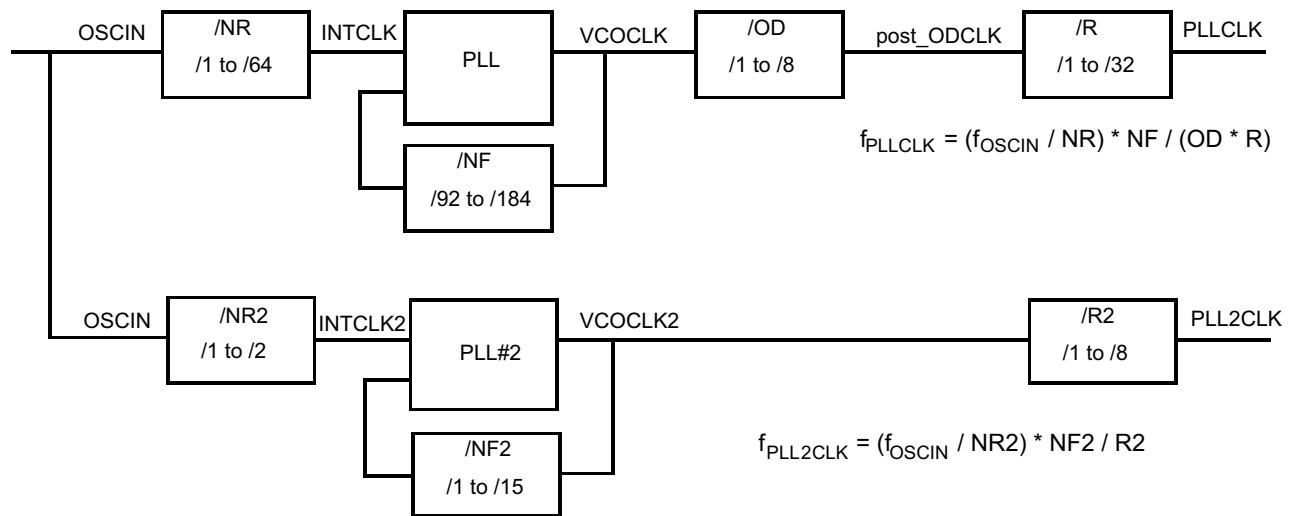 OSCIN
/NR
/1 to /64
INTCLK
PLL
VCOCLK
/OD
/1 to /8
post_ODCLK
/R
/1 to /32
PLLCLK
/NF
/92 to /184
fPLLCLK = (fOSCIN / NR) * NF / (OD * R)
OSCIN
/NR2
/1 to /2
INTCLK2
PLL#2
VCOCLK2
/R2
/1 to /8
PLL2CLK
/NF2
/1 to /15
fPLL2CLK = (fOSCIN / NR2) * NF2 / R2